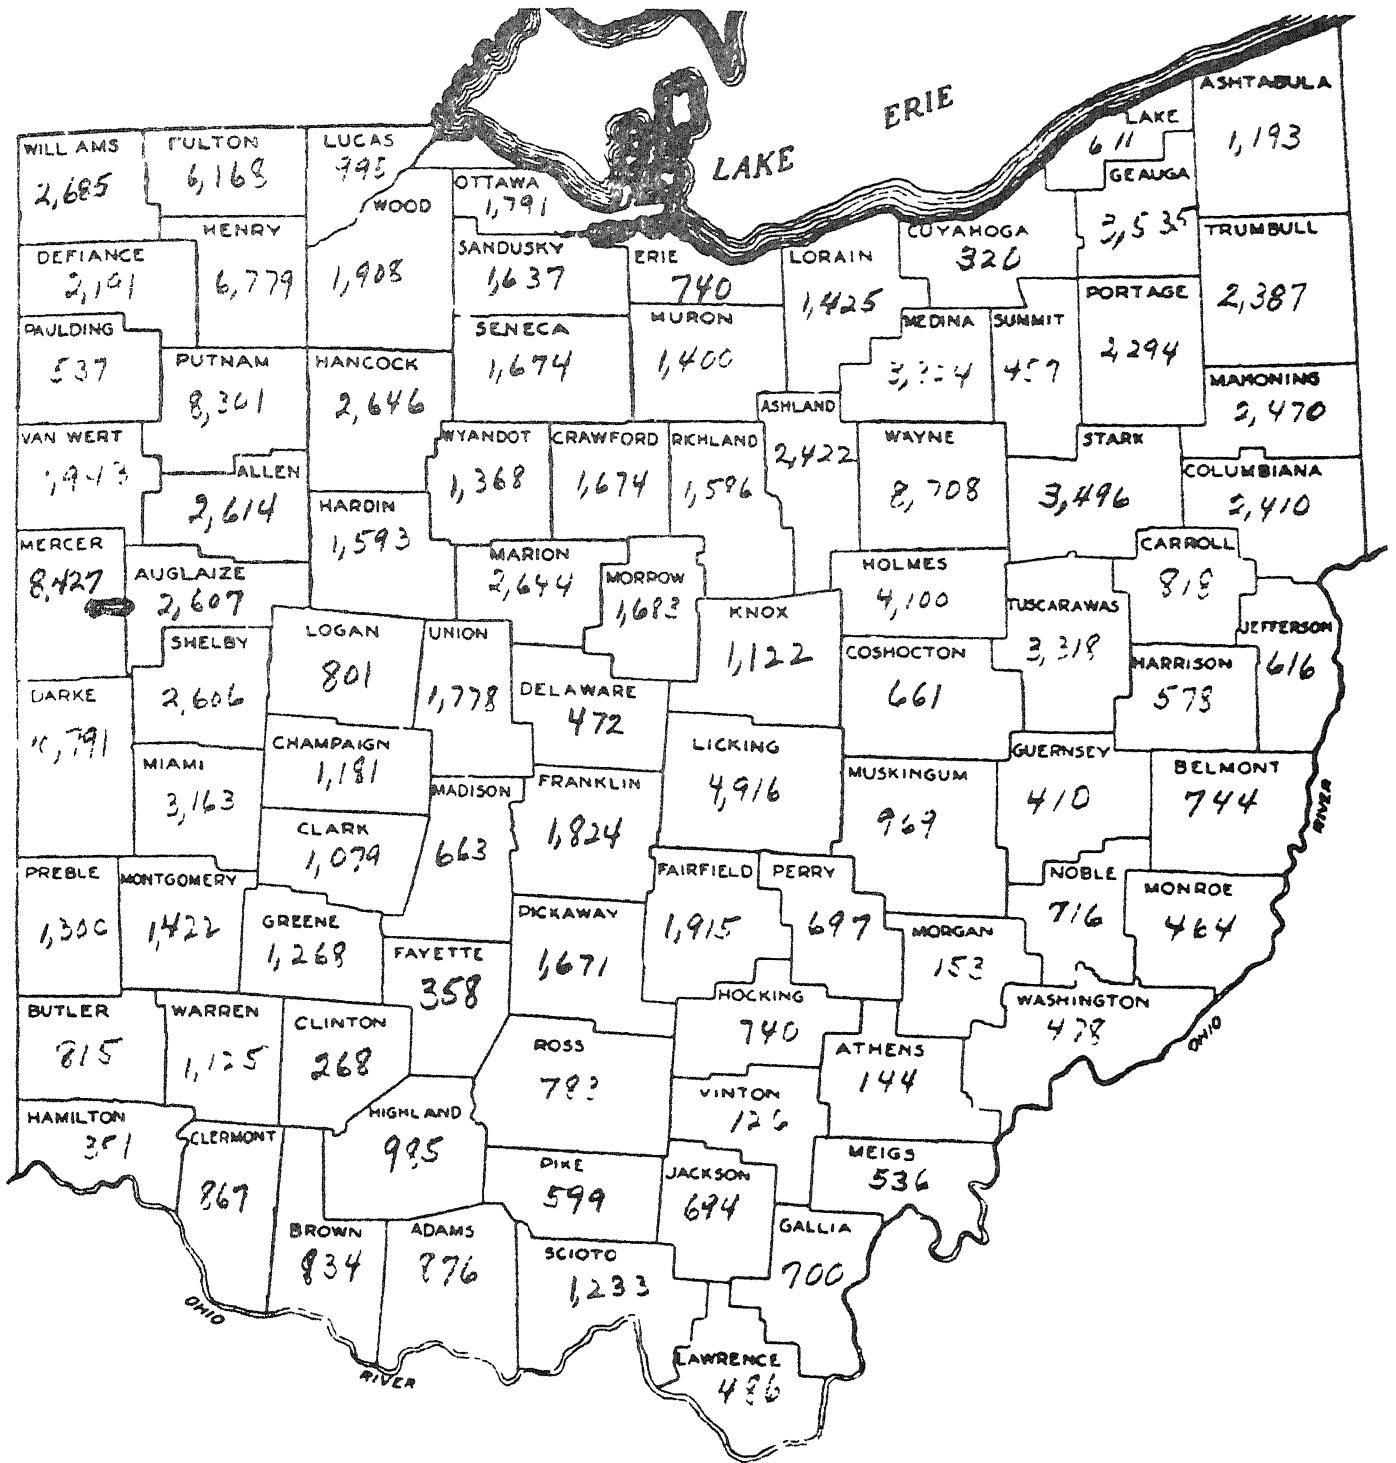 ERIE
LAKE
ASHTABULA
1,193
LAKE
611
GEAUGA
WILL AMS
2,685
FULTON
LUCAS
OTTAWA
1,791
WOOD
1,908
HENRY
6,779
DEFIANCE
SANDUSKY
1,637
ERIE
740
LORAIN
1,425
CUYAHOGA
TRUMBULL
2,387
PORTAGE
2,294
PAULDING
537
PUTNAM
HANCOCK
2,646
SENECA
1,674
HURON
1,400
MEDINA
SUMMIT
MAHONING
2,470
VAN WERT
ALLEN
2,614
WYANDOT
1,368
CRAWFORD
1,674
RICHLAND
ASHLAND
2,422
WAYNE
8,708
STARK
3,496
COLUMBIANA
2,410
HARDIN
1,593
MERCER
8,427
AUGLAIZE
2,607
MARION
2,644
MORROW
1,683
HOLMES
4,100
CARROLL
KNOX
1,122
TUSCARAWAS
3,318
JEFFERSON
616
SHELBY
2,606
LOGAN
801
UNION
1,778
COSHOCTON
661
HARRISON
DARKE
DELAWARE
472
LICKING
4,916
GUERNSEY
410
BELMONT
744
MIAMI
3,163
CHAMPAIGN
1,181
MADISON
663
FRANKLIN
1,824
MUSKINGUM
969
RIVER
CLARK
1,079
PREBLE
MONTGOMERY
1,422
FAIRFIELD
1,915
PERRY
697
NOBLE
716
MONROE
464
GREENE
1,268
PICKAWAY
1,671
MORGAN
153
FAYETTE
358
HOCKING
740
WASHINGTON
BUTLER
815
WARREN
CLINTON
268
ROSS
ATHENS
144
OHIO
VINTON
HAMILTON
CLERMONT
867
HIGHLAND
985
PIKE
599
JACKSON
694
MEIGS
536
BROWN
834
ADAMS
876
SCIOTO
1,233
GALLIA
700
OHIO
RIVER
LAWRENCE
486